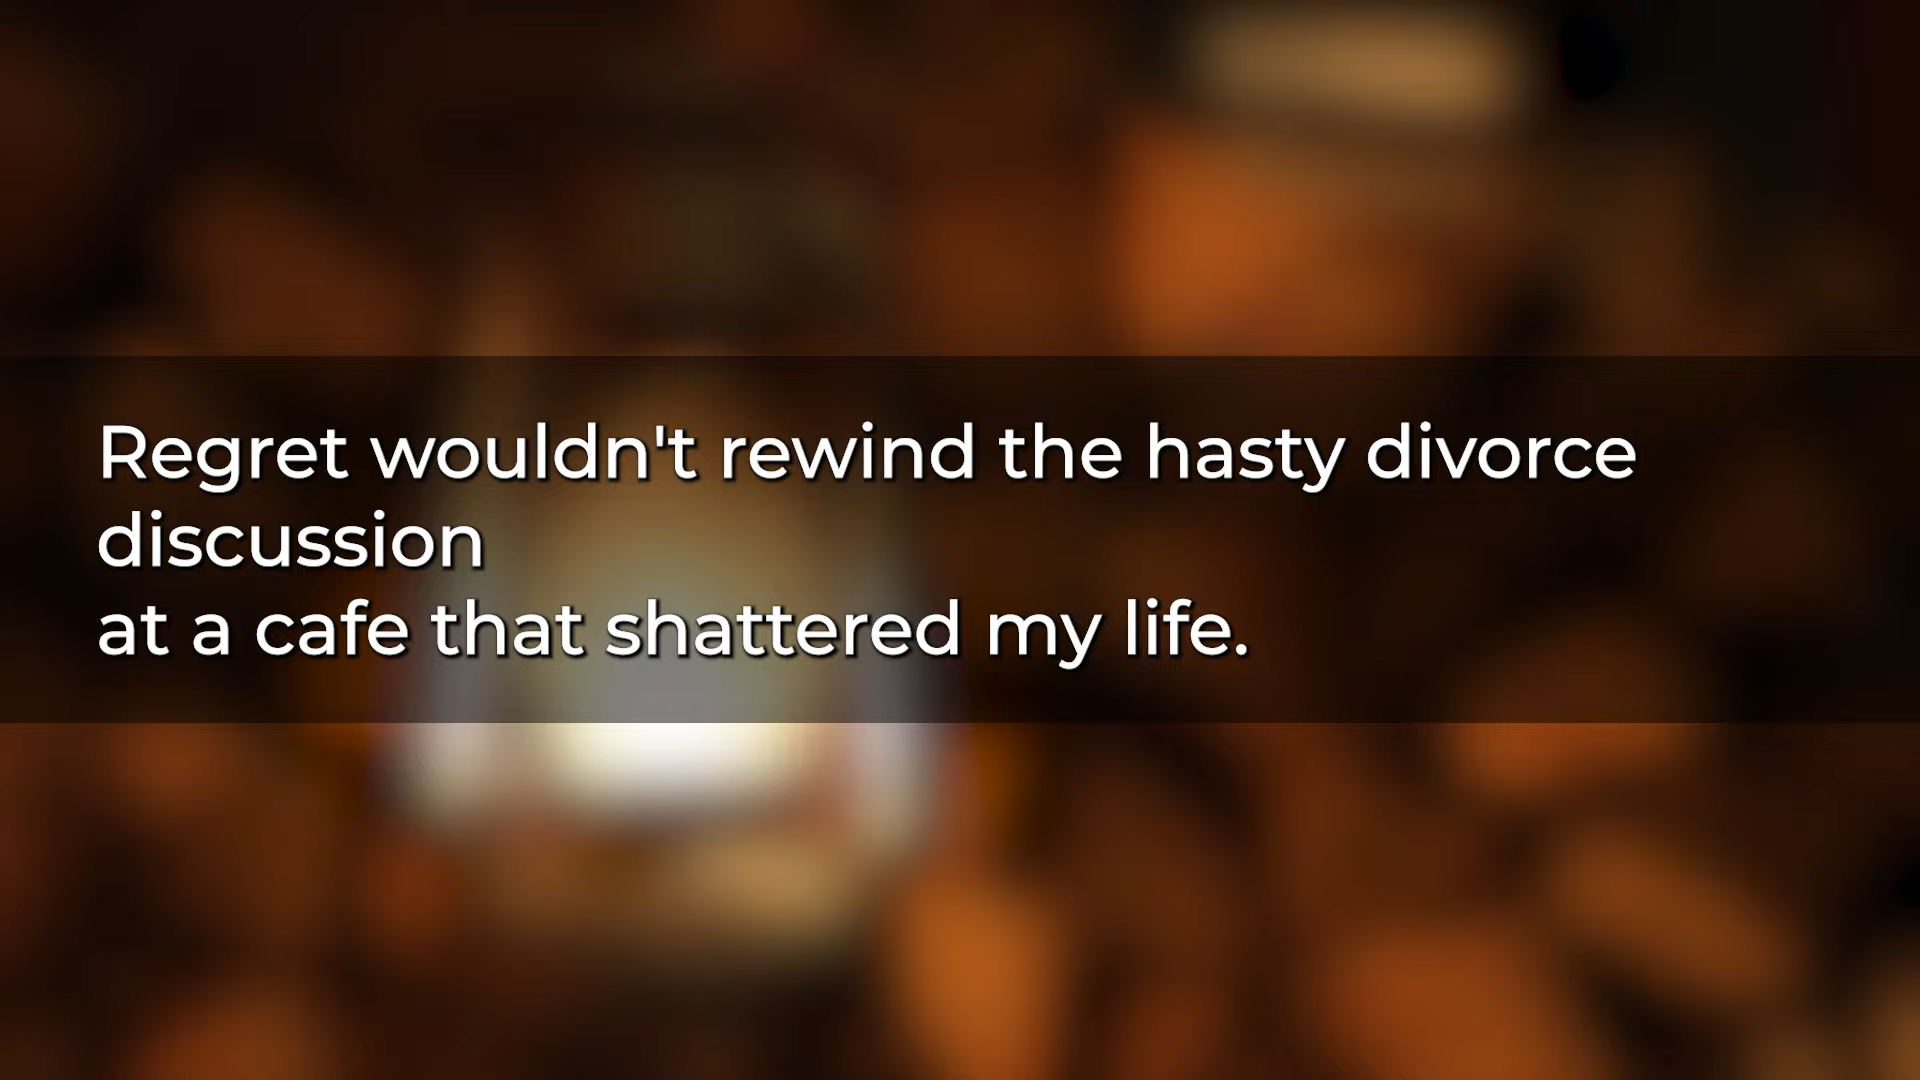 Regret wouldn't rewind the hasty divorce
discussion
at a cafe that shattered my life.